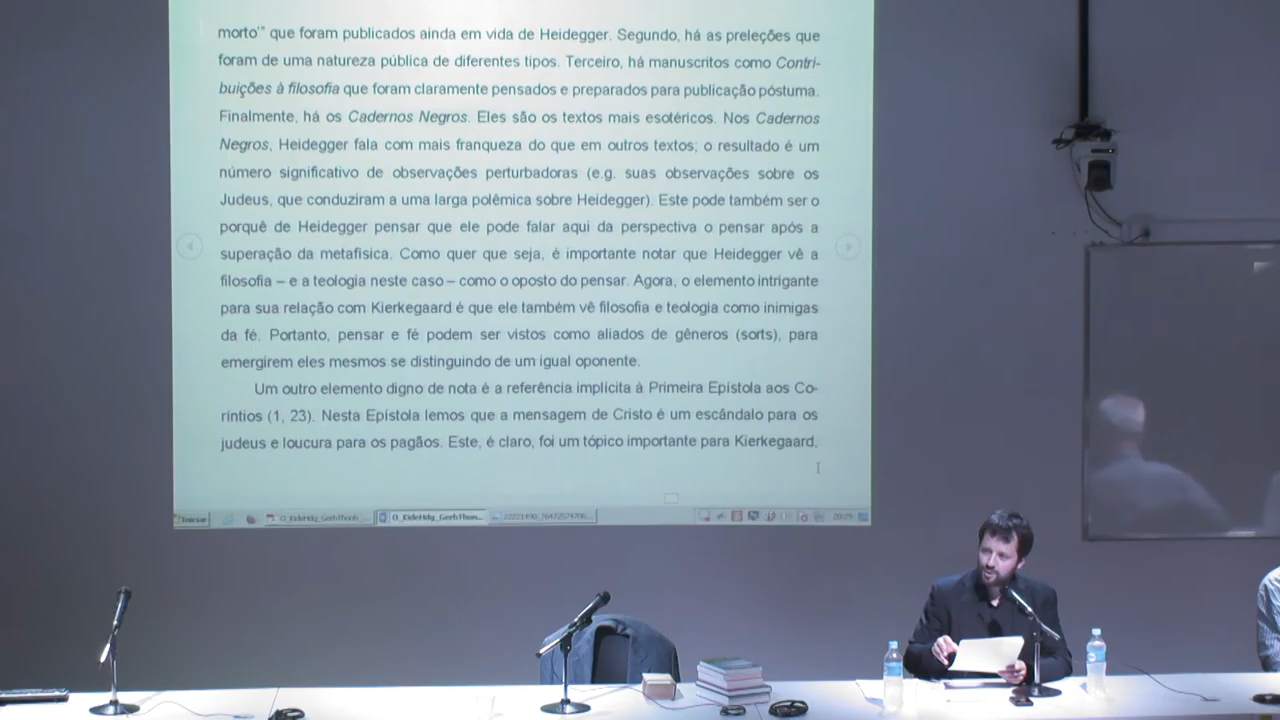 morto'" que foram publicados ainda em vida de Heidegger. Segundo, há as preleções que
foram de uma natureza pública de diferentes tipos. Terceiro, há manuscritos como Contri-
buições à filosofia que foram claramente pensados e preparados para publicação póstuma.
Finalmente, há os Cadernos Negros. Eles são os textos mais esotéricos. Nos Cadernos
Negros, Heidegger fala com mais franqueza do que em outros textos; o resultado é um
número significativo de observações perturbadoras (e.g. suas observações sobre os
Judeus, que conduziram a uma larga polêmica sobre Heidegger). Este pode também ser o
porquê de Heidegger pensar que ele pode falar aqui da perspectiva o pensar após a
superação da metafísica. Como quer que seja, é importante notar que Heidegger vê a
filosofia – e a teologia neste caso – como o oposto do pensar. Agora, o elemento intrigante
para sua relação com Kierkegaard é que ele também vê filosofia e teologia como inimigas
da fé. Portanto, pensar e fé podem ser vistos como aliados de gêneros (sorts), para
emergirem eles mesmos se distinguindo de um igual oponente.
Um outro elemento digno de nota é a referência implícita à Primeira Epístola aos Co-
ríntios (1, 23). Nesta Epístola lemos que a mensagem de Cristo é um escândalo para os
judeus e loucura para os pagãos. Este, é claro, foi um tópico importante para Kierkegaard,
Iniciar